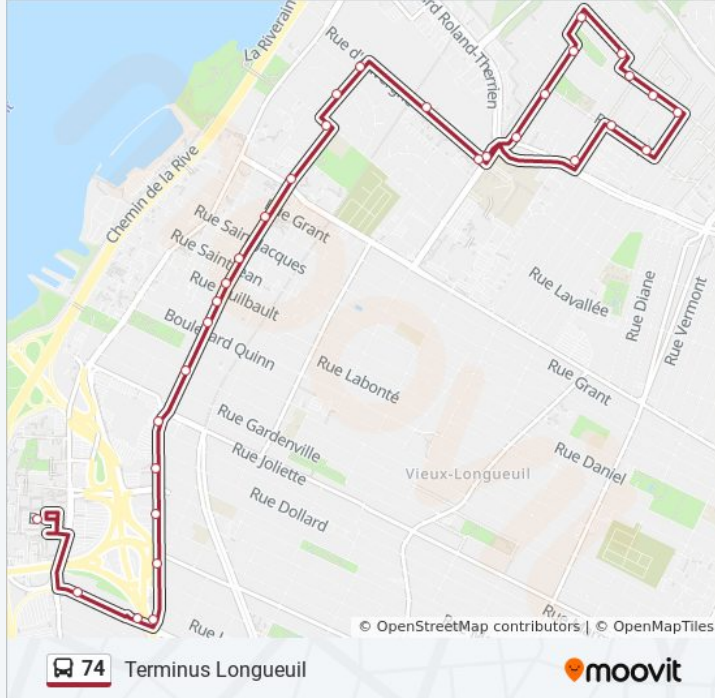 La Riverain
Roland-Therrien
Rue d'
Chemin de la Rive
Rue Grant
Rue Saint-Jacques
Rue Saint-Jean
Rue Guilbault
Boulevard Quinn
Rue Lavallée
Rue Diane
Rue Vermont
Rue Labonté
Rue Grant
Rue Gardenville
Rue Joliette
Vieux-Longueuil
Rue Daniel
Rue Dollard
© OpenStreetMap contributors | © OpenMapTiles
74 Terminus Longueuil
moovit